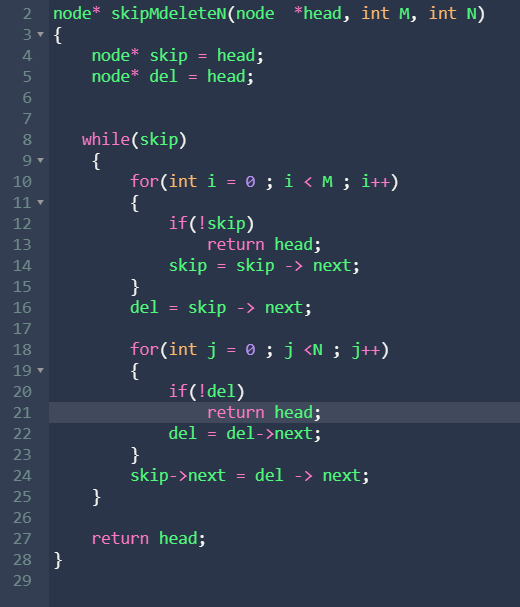 2 node* skipMdeleteN(node  *head, int M, int N)
3 {
4     node* skip = head;
5     node* del = head;
6
7
8    while(skip)
9     {
10         for(int i = 0 ; i < M ; i++)
11         {
12             if(!skip)
13                 return head;
14             skip = skip -> next;
15         }
16         del = skip -> next;
17
18         for(int j = 0 ; j <N ; j++)
19         {
20             if(!del)
21                 return head;
22             del = del->next;
23         }
24         skip->next = del -> next;
25     }
26
27     return head;
28 }
29